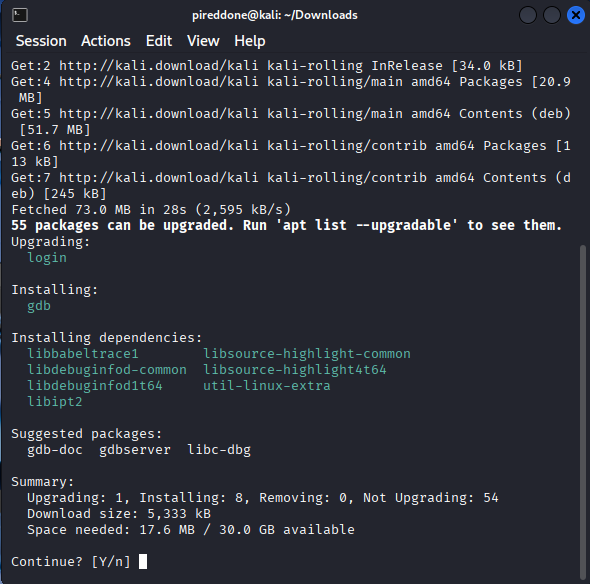 pireddone@kali: ~/Downloads
Session Actions Edit View Help
Get:2 http://kali.download/kali kali-rolling InRelease [34.0 kB]
Get:4 http://kali.download/kali kali-rolling/main amd64 Packages [20.9
 MB]
Get:5 http://kali.download/kali kali-rolling/main amd64 Contents (deb)
 [51.7 MB]
Get:6 http://kali.download/kali kali-rolling/contrib amd64 Packages [1
13 kB]
Get:7 http://kali.download/kali kali-rolling/contrib amd64 Contents (d
eb) [245 kB]
Fetched 73.0 MB in 28s (2,595 kB/s)
55 packages can be upgraded. Run 'apt list --upgradable' to see them.
Upgrading:
  login
Installing:
  gdb
Installing dependencies:
  libbabeltrace1        libsource-highlight-common
  libdebuginfod-common  libsource-highlight4t64
  libdebuginfod1t64     util-linux-extra
  libipt2
Suggested packages:
  gdb-doc  gdbserver  libc-dbg
Summary:
  Upgrading: 1, Installing: 8, Removing: 0, Not Upgrading: 54
  Download size: 5,333 kB
  Space needed: 17.6 MB / 30.0 GB available
Continue? [Y/n]